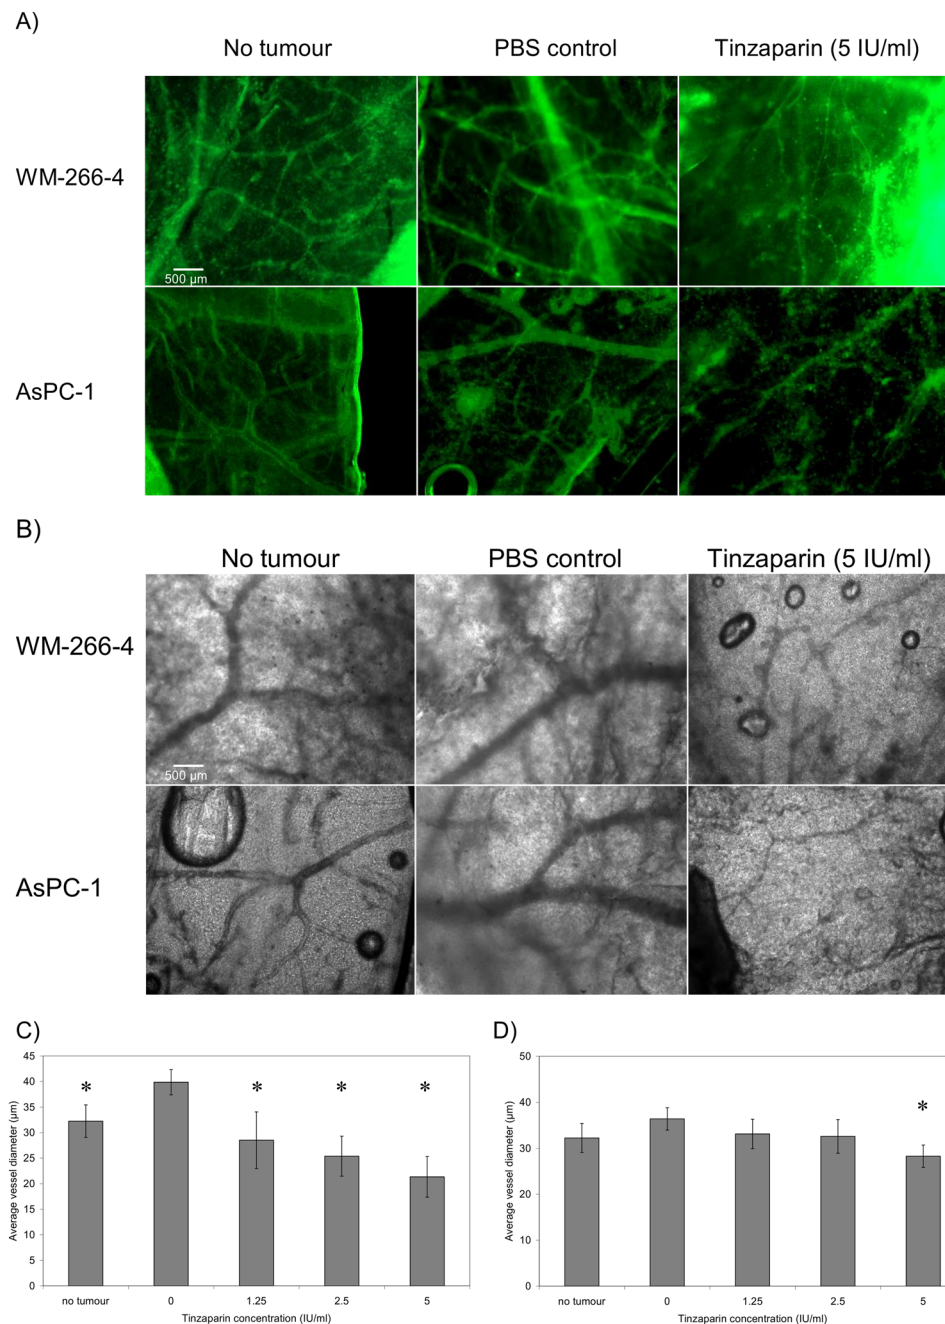 A)
No tumour PBS control Tinzaparin (5 IU/ml)
WM-266-4
500 µm
AsPC-1
B)
No tumour PBS control Tinzaparin (5 IU/ml)
WM-266-4
500 µm
AsPC-1
C)
Average vessel diameter (µm)
45
40
35
30
25
20
15
10
5
0
* * * *
no tumour 0 1.25 2.5 5
Tinzaparin concentration (IU/ml)
D)
Average vessel diameter (µm)
50
40
30
20
10
0
*
no tumour 0 1.25 2.5 5
Tinzaparin concentration (IU/ml)